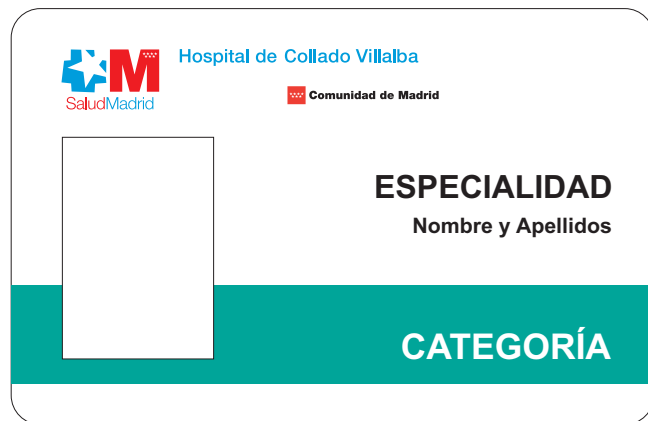 Hospital de Collado Villalba
SaludMadrid
Comunidad de Madrid
ESPECIALIDAD
Nombre y Apellidos
CATEGORÍA